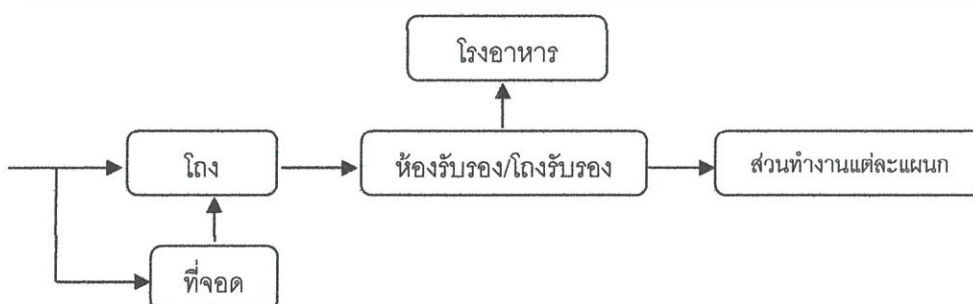 โรงอาหาร
โถง
ห้องรับรอง/โถงรับรอง
ส่วนทำงานแต่ละแผนก
ที่จอด